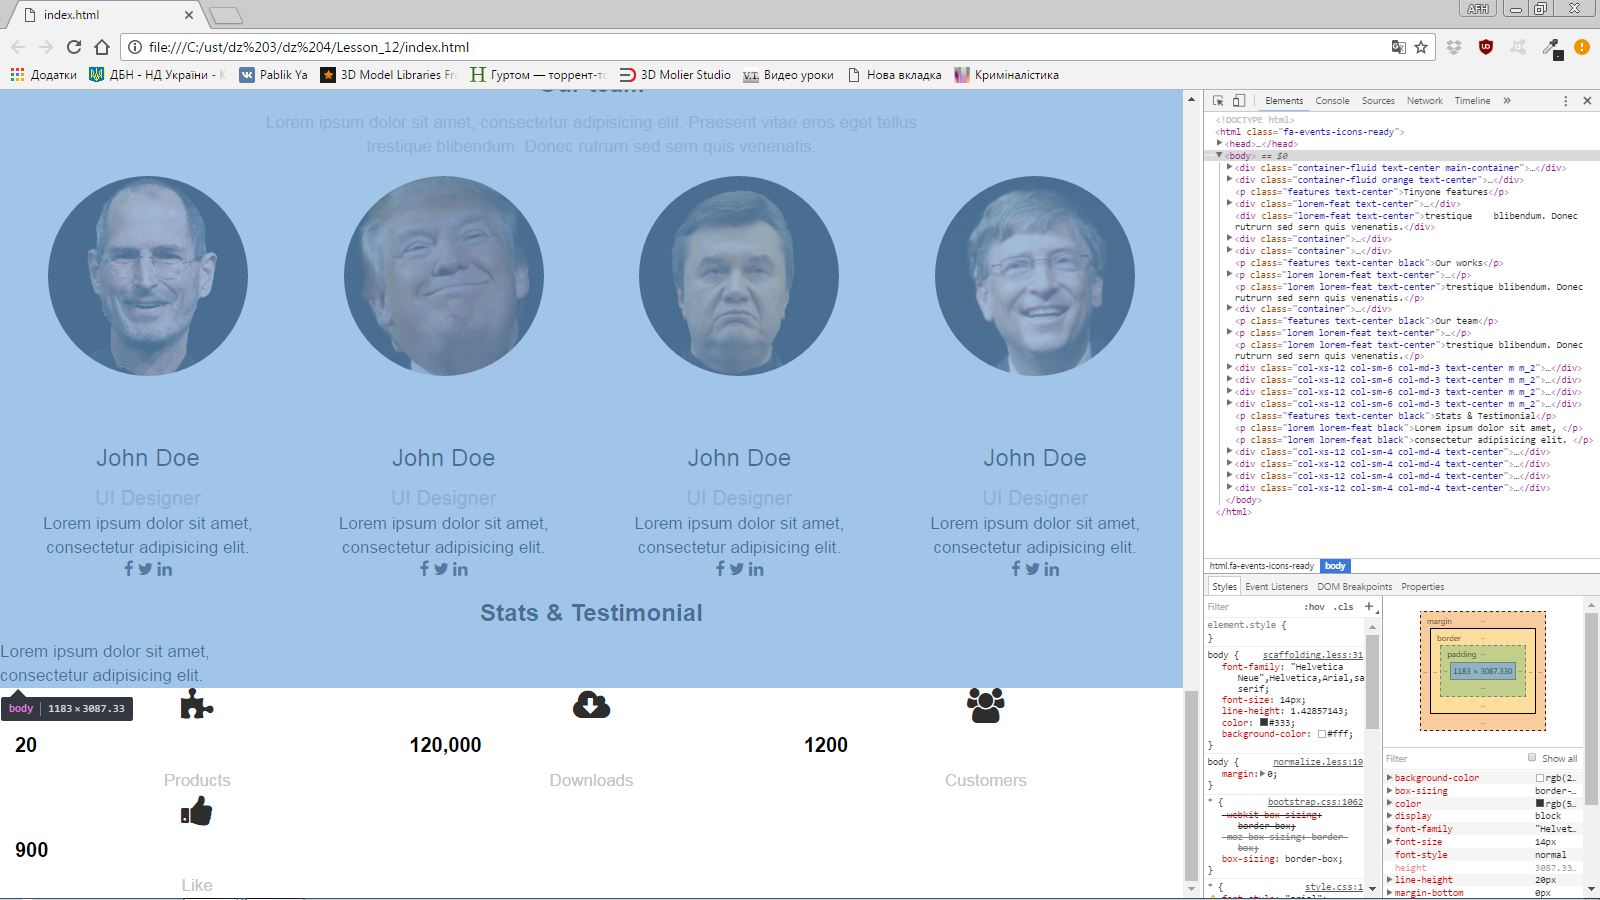 index.html
AFH
file:///C:/ust/dz%203/dz%204/Lesson_12/index.html
Додатки
ДБН - НД України -
Pablik Ya
3D Model Libraries
Гуртом — торрент-
3D Molier Studio
V.T.
Видео уроки
Нова вкладка
Криміналістика
Our team
Lorem ipsum dolor sit amet, consectetur adipisicing elit. Praesent vitae eros eget tellus
trestique blibendum. Donec rutrurn sed sern quis venenatis.
John Doe
John Doe
John Doe
John Doe
UI Designer
UI Designer
UI Designer
UI Designer
Lorem ipsum dolor sit amet,
consectetur adipisicing elit.
Lorem ipsum dolor sit amet,
consectetur adipisicing elit.
Lorem ipsum dolor sit amet,
consectetur adipisicing elit.
Lorem ipsum dolor sit amet,
consectetur adipisicing elit.
Stats & Testimonial
Lorem ipsum dolor sit amet,
consectetur adipisicing elit.
body 1183 × 3087.33
20
120,000
1200
Products
Downloads
Customers
900
Like
Elements Console Sources Network Timeline »
<!DOCTYPE html>
<html class="fa-events-icons-ready">
<head>…</head>
<body> == $0
<div class="container-fluid text-center main-container">…</div>
<div class="container-fluid orange text-center">…</div>
<p class="features text-center">Tinyone features</p>
<div class="lorem-feat text-center">…</div>
<div class="lorem-feat text-center">trestique blibendum. Donec
rutrurn sed sern quis venenatis.</div>
<div class="container">…</div>
<div class="container">…</div>
<p class="features text-center black">Our works</p>
<p class="lorem lorem-feat text-center">…</p>
<p class="lorem lorem-feat text-center">trestique blibendum. Donec
rutrurn sed sern quis venenatis.</p>
<div class="container">…</div>
<p class="features text-center black">Our team</p>
<p class="lorem lorem-feat text-center">…</p>
<p class="lorem lorem-feat text-center">trestique blibendum. Donec
rutrurn sed sern quis venenatis.</p>
<div class="col-xs-12 col-sm-6 col-md-3 text-center m m_2">…</div>
<div class="col-xs-12 col-sm-6 col-md-3 text-center m m_2">…</div>
<div class="col-xs-12 col-sm-6 col-md-3 text-center m m_2">…</div>
<div class="col-xs-12 col-sm-6 col-md-3 text-center m m_2">…</div>
<p class="features text-center black">Stats & Testimonial</p>
<p class="lorem lorem-feat black">Lorem ipsum dolor sit amet, </p>
<p class="lorem lorem-feat black">consectetur adipisicing elit. </p>
<div class="col-xs-12 col-sm-4 col-md-4 text-center">…</div>
<div class="col-xs-12 col-sm-4 col-md-4 text-center">…</div>
<div class="col-xs-12 col-sm-4 col-md-4 text-center">…</div>
<div class="col-xs-12 col-sm-4 col-md-4 text-center">…</div>
</body>
</html>
html.fa-events-icons-ready body
Styles Event Listeners DOM Breakpoints Properties
Filter :hov .cls +
element.style {
}
body { scaffolding.less:31
font-family: "Helvetica
Neue",Helvetica,Arial,sa
serif;
font-size: 14px;
line-height: 1.42857143;
color: #333;
background-color: #fff;
}
body { normalize.less:19
margin: 0;
}
* { bootstrap.css:1062
-webkit-box-sizing:
border-box;
-moz-box-sizing: border-
box;
box-sizing: border-box;
}
* { style.css:1
font-style: "arial";
margin –
border –
padding –
1183 × 3087.330
–
–
–
Filter Show all
background-color rgb(2…
box-sizing border-…
color rgb(5…
display block
font-family "Helvet…
font-size 14px
font-style normal
height 3087.33…
line-height 20px
margin-bottom 0px